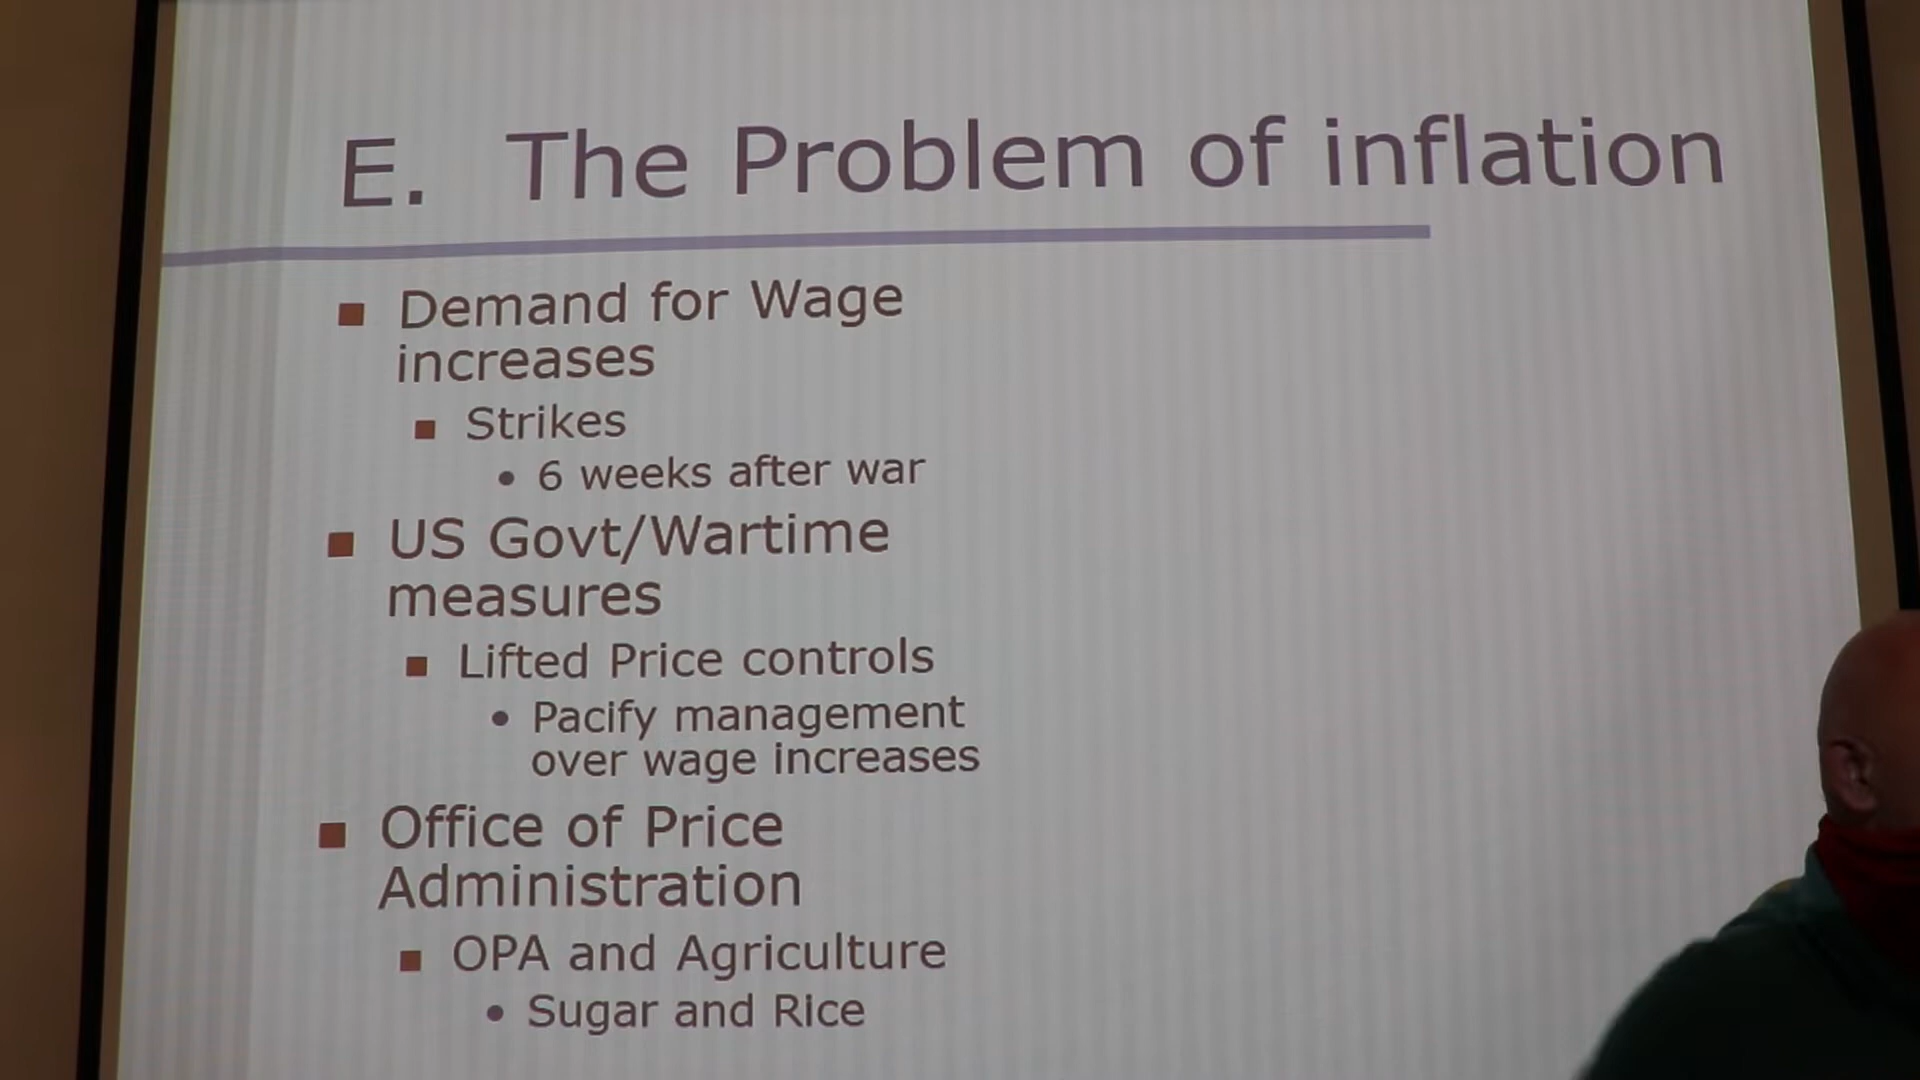 E. The Problem of inflation
Demand for Wage
increases
Strikes
6 weeks after war
US Govt/Wartime
measures
Lifted Price controls
Pacify management
over wage increases
Office of Price
Administration
OPA and Agriculture
Sugar and Rice